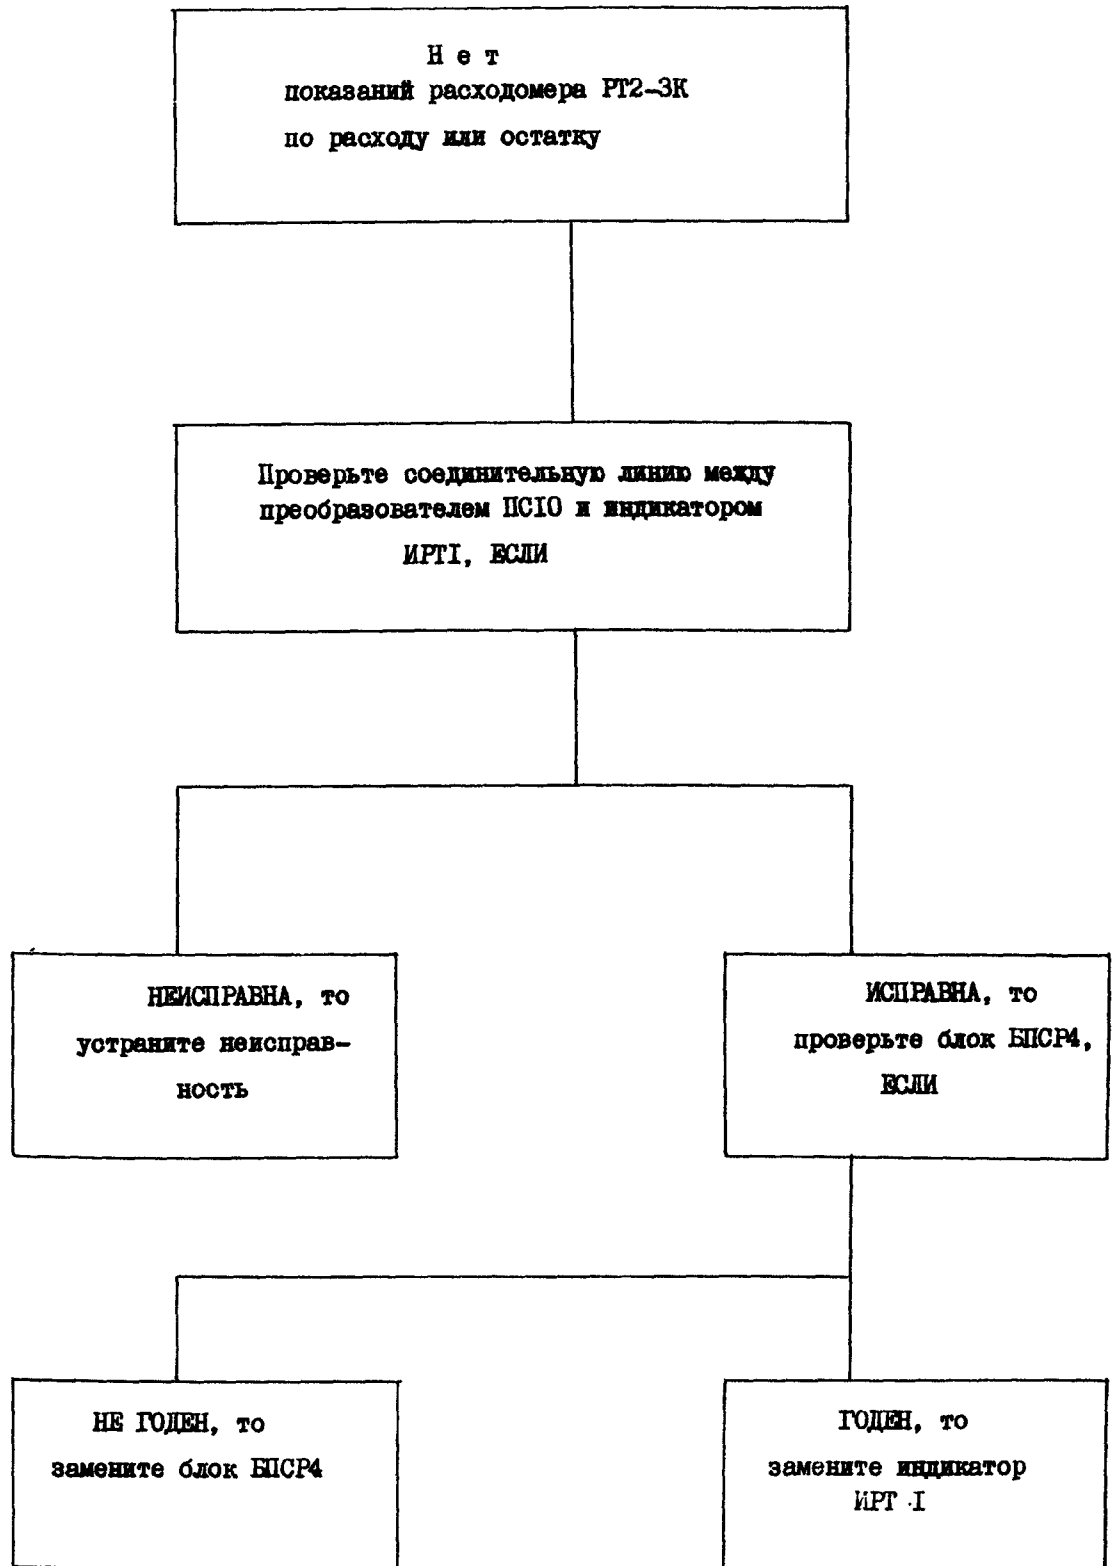 Н е т
показаний расходомера РТ2-3К
по расходу или остатку
Проверьте соединительную линию между
преобразователем ПС10 и индикатором
ИРТ1, ЕСЛИ
НЕИСПРАВНА, то
устраните неисправ-
ность
ИСПРАВНА, то
проверьте блок БПСР4,
ЕСЛИ
НЕ ГОДЕН, то
замените блок БПСР4
ГОДЕН, то
замените индикатор
ИРТ-1